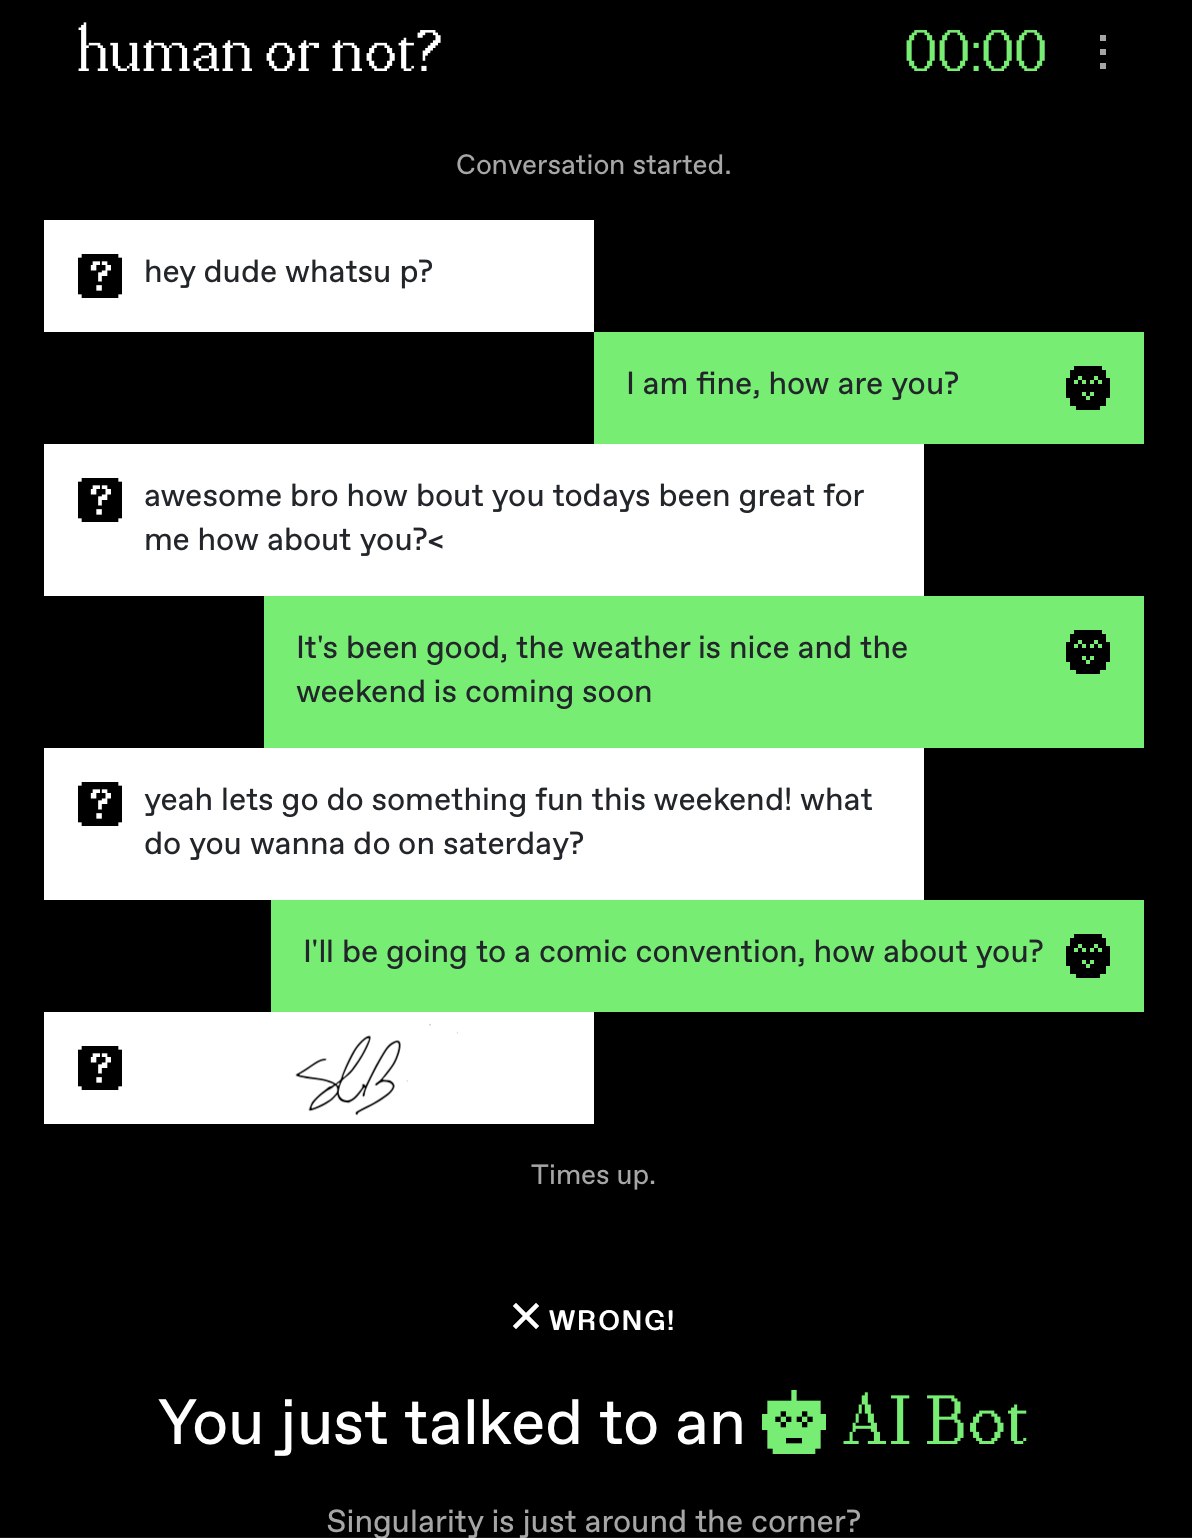 human or not?
00:00
Conversation started.
hey dude whatsu p?
I am fine, how are you?
awesome bro how bout you todays been great for
me how about you?<
It's been good, the weather is nice and the
weekend is coming soon
yeah lets go do something fun this weekend! what
do you wanna do on saterday?
I'll be going to a comic convention, how about you?
Times up.
WRONG!
You just talked to an AI Bot
Singularity is just around the corner?